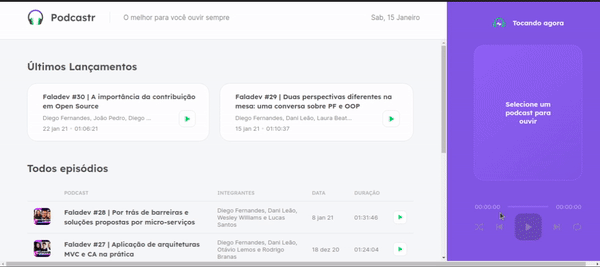 Podcastr
O melhor para você ouvir sempre
Sab, 15 Janeiro
Tocando agora
Últimos Lançamentos
Faladev #30 | A importância da contribuição
em Open Source
Diego Fernandes, João Pedro, Diego ...
22 jan 21 · 01:06:21
Faladev #29 | Duas perspectivas diferentes na
mesa: uma conversa sobre PF e OOP
Diego Fernandes, Dani Leão, Laura Beat...
15 jan 21 · 01:10:37
Selecione um
podcast para
ouvir
Todos episódios
PODCAST INTEGRANTES DATA DURAÇÃO
Faladev #28 | Por trás de barreiras e
soluções propostas por micro-serviços
Diego Fernandes, Dani Leão,
Wesley Willians e Lucas
Santos
8 jan 21
01:31:46
Faladev #27 | Aplicação de arquiteturas
MVC e CA na prática
Diego Fernandes, Dani Leão,
Otávio Lemos e Rodrigo
Branas
18 dez 20
01:24:04
00:00:00
00:00:00